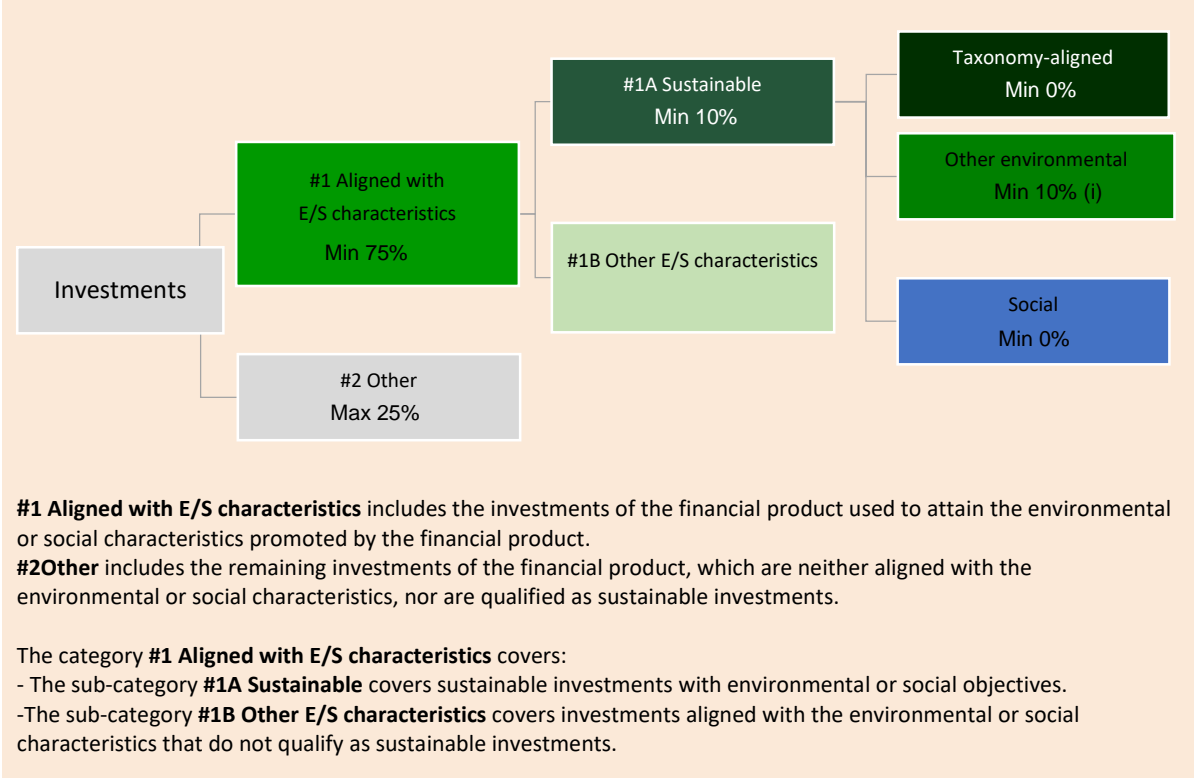 Investments
#1 Aligned with
E/S characteristics
Min 75%
#2 Other
Max 25%
#1A Sustainable
Min 10%
#1B Other E/S characteristics
Taxonomy-aligned
Min 0%
Other environmental
Min 10% (i)
Social
Min 0%
#1 Aligned with E/S characteristics includes the investments of the financial product used to attain the environmental
or social characteristics promoted by the financial product.
#2Other includes the remaining investments of the financial product, which are neither aligned with the
environmental or social characteristics, nor are qualified as sustainable investments.
The category #1 Aligned with E/S characteristics covers:
- The sub-category #1A Sustainable covers sustainable investments with environmental or social objectives.
-The sub-category #1B Other E/S characteristics covers investments aligned with the environmental or social
characteristics that do not qualify as sustainable investments.